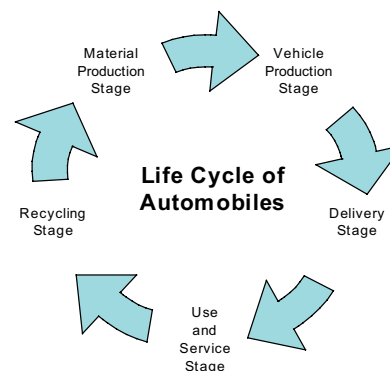 Material
Production
Stage
Vehicle
Production
Stage
Life Cycle of
Automobiles
Delivery
Stage
Use
and
Service
Stage
Recycling
Stage